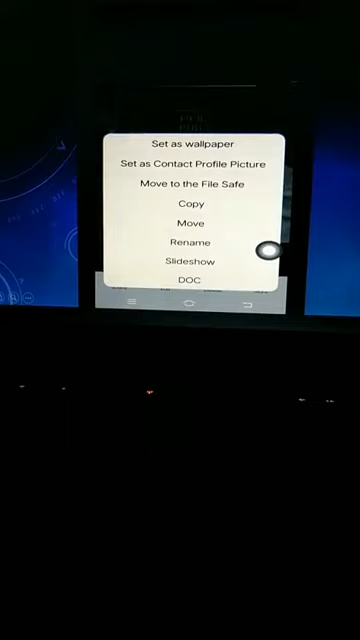 Set as wallpaper
Set as Contact Profile Picture
Move to the File Safe
Copy
Move
Rename
Slideshow
DOC